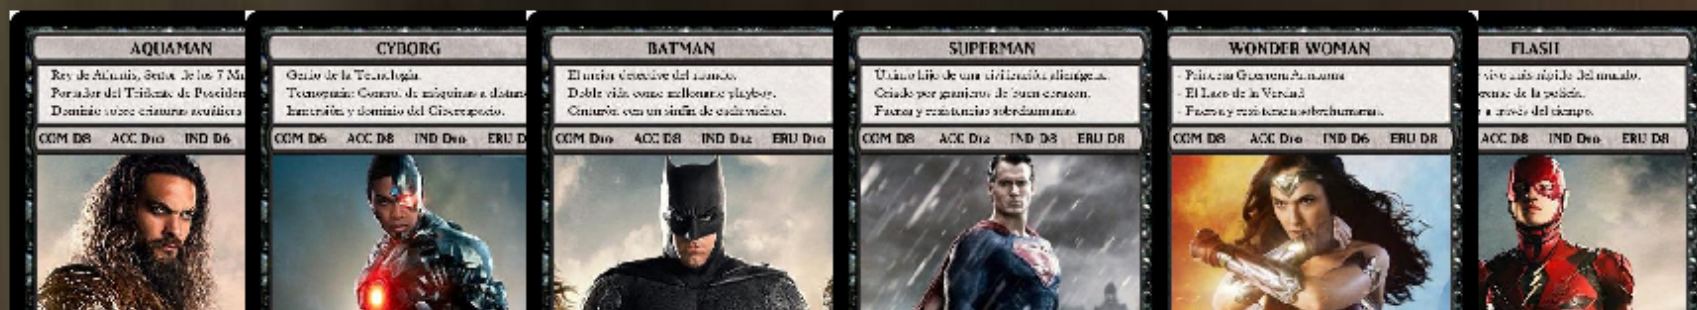 AQUAMAN
Rey de Atlantis, Señor de los 7 M
Portador del Tridente de Poseidón
Dominio sobre criaturas acuáticas
COM D8 ACC D10 IND D6
CYBORG
Genio de la Tecnología.
Tecnopatía: Control de máquinas a distan
Inmersión y dominio del Ciberespacio.
COM D6 ACC D8 IND D10 ERU D
BATMAN
El mejor detective del mundo.
Doble vida como millonario playboy.
Cinturón con un sinfín de cachivaches.
COM D10 ACC D8 IND D12 ERU D10
SUPERMAN
Último hijo de una civilización alienígena.
Criado por granjeros de buen corazón.
Fuerza y resistencias sobrehumanas.
COM D8 ACC D12 IND D8 ERU D8
WONDER WOMAN
- Princesa Guerrera Amazona
- El Lazo de la Verdad
- Fuerza y resistencia sobrehumanas.
COM D8 ACC D10 IND D6 ERU D8
FLASH
vivo más rápido del mundo.
forense de la policía.
a través del tiempo.
ACC D8 IND D10 ERU D8